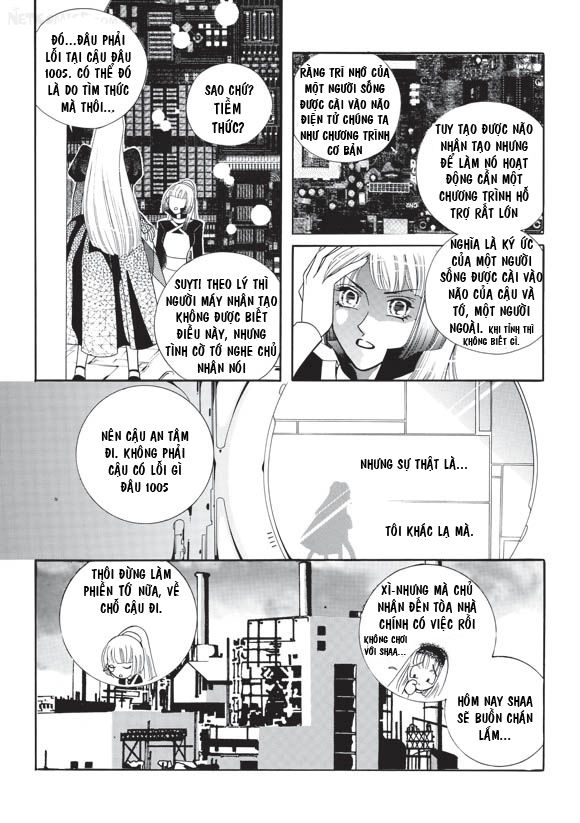 ĐÓ...ĐÂU PHẢI
LỖI TẠI CẬU ĐÂU
1005. CÓ THỂ ĐÓ
LÀ DO TÌM THỨC
MÀ THÔI...
SAO CHỨ?
TIỀM
THỨC?
SUYTI THEO LÝ THÌ
NGƯỜI MÁY NHÂN TẠO
KHÔNG ĐƯỢC BIẾT
ĐIỀU NÀY, NHƯNG
TÌNH CỜ TỚ NGHE CHỦ
NHÂN NÓI
RẰNG TRÍ NHỚ CỦA
MỘT NGƯỜI SỐNG
ĐƯỢC CÀI VÀO NÃO
ĐIỆN TỬ CHÚNG TA
NHƯ CHƯƠNG TRÌNH
CƠ BẢN
TUY TẠO ĐƯỢC NÃO
NHÂN TẠO NHƯNG
ĐỂ LÀM NÓ HOẠT
ĐỘNG CẦN MỘT
CHƯƠNG TRÌNH HỖ
TRỢ RẤT LỚN
NGHĨA LÀ KÝ ỨC
CỦA MỘT NGƯỜI
SỐNG ĐƯỢC CÀI VÀO
NÃO CỦA CẬU VÀ
TỚ, MỘT NGƯỜI
NGOÀI. KHI TỈNH THÌ
KHÔNG BIẾT GÌ.
NÊN CẬU AN TÂM
ĐI. KHÔNG PHẢI
CẬU CÓ LỖI GÌ
ĐÂU 1005
NHƯNG SỰ THẬT LÀ...
TÔI KHÁC LẠ MÀ.
THÔI ĐỪNG LÀM
PHIỀN TỚ NỮA, VỀ
CHỖ CẬU ĐI.
XÌ-NHƯNG MÀ CHỦ
NHÂN ĐẾN TÒA NHÀ
CHÍNH CÓ VIỆC RỒI
KHÔNG CHƠI
VỚI SHAA...
HÔM NAY SHAA
SẼ BUỒN CHÁN
LẮM...